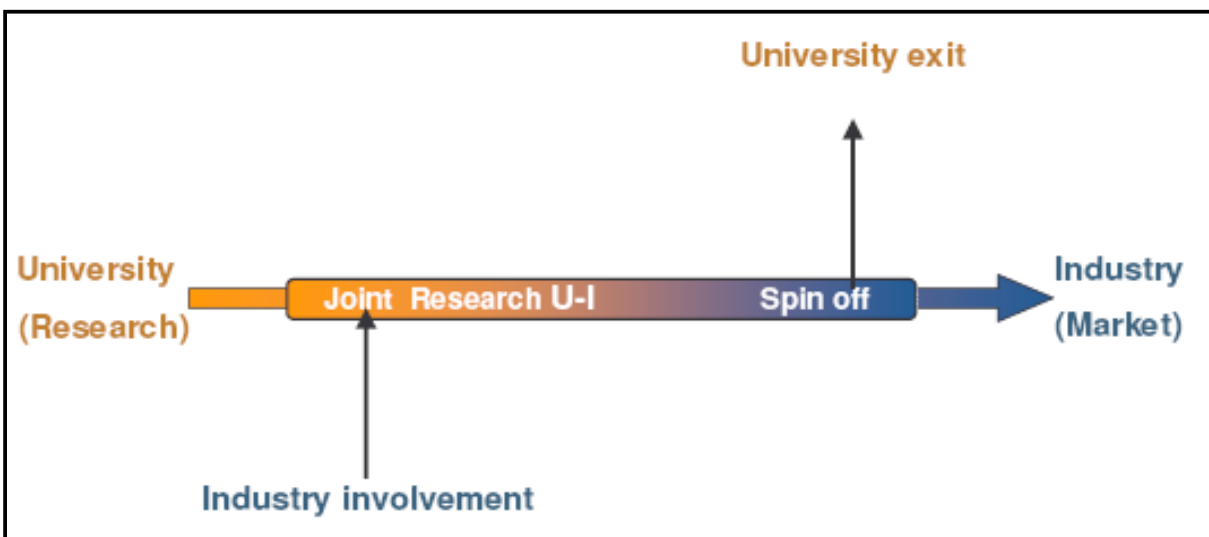 University exit
University
(Research)
Joint Research U-I
Spin off
Industry
(Market)
Industry involvement